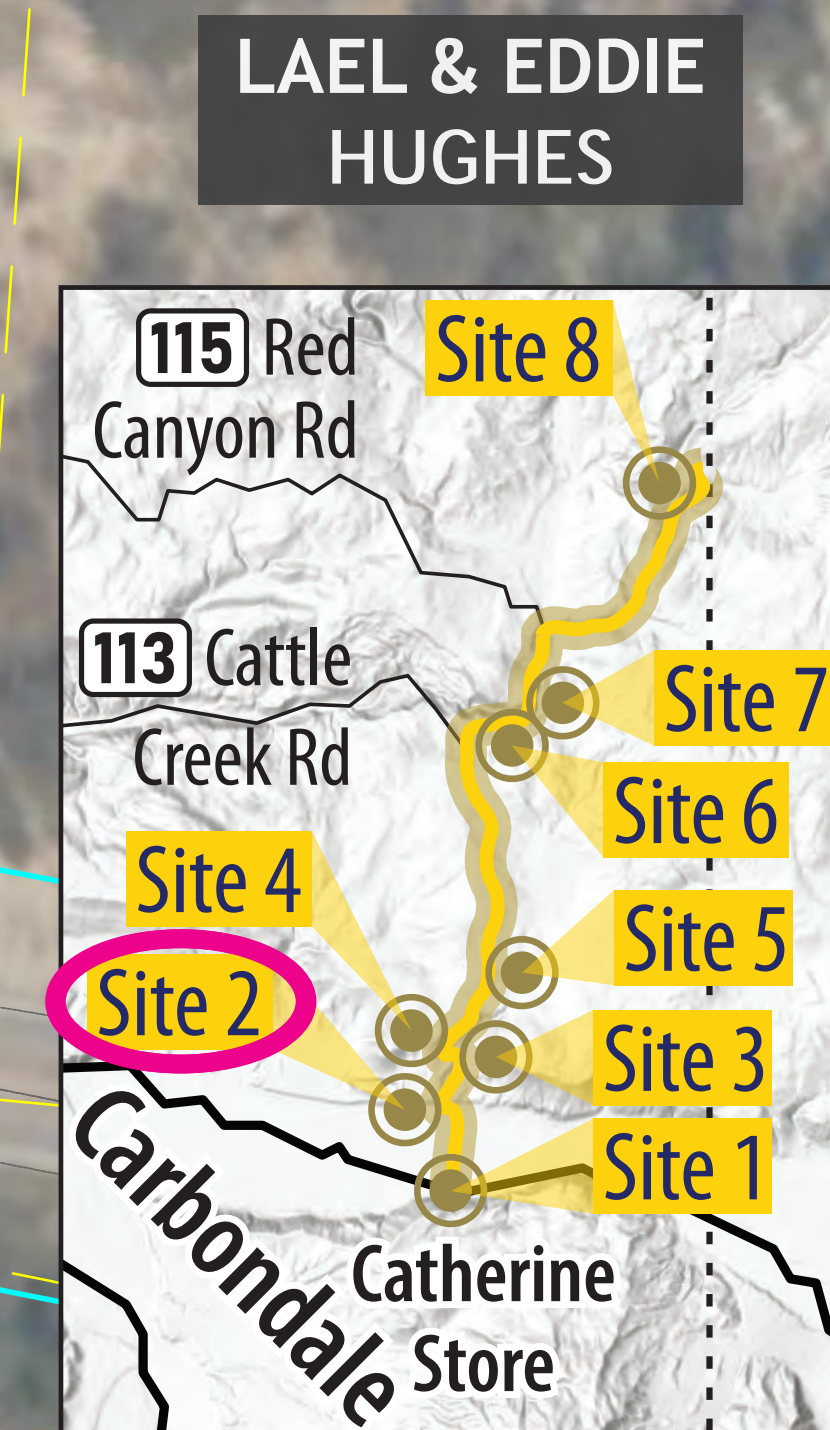 LAEL & EDDIE
HUGHES
115 Red
Canyon Rd
Site 8
113 Cattle
Creek Rd
Site 7
Site 6
Site 4
Site 5
Site 2
Site 3
Site 1
Carbondale
Catherine
Store